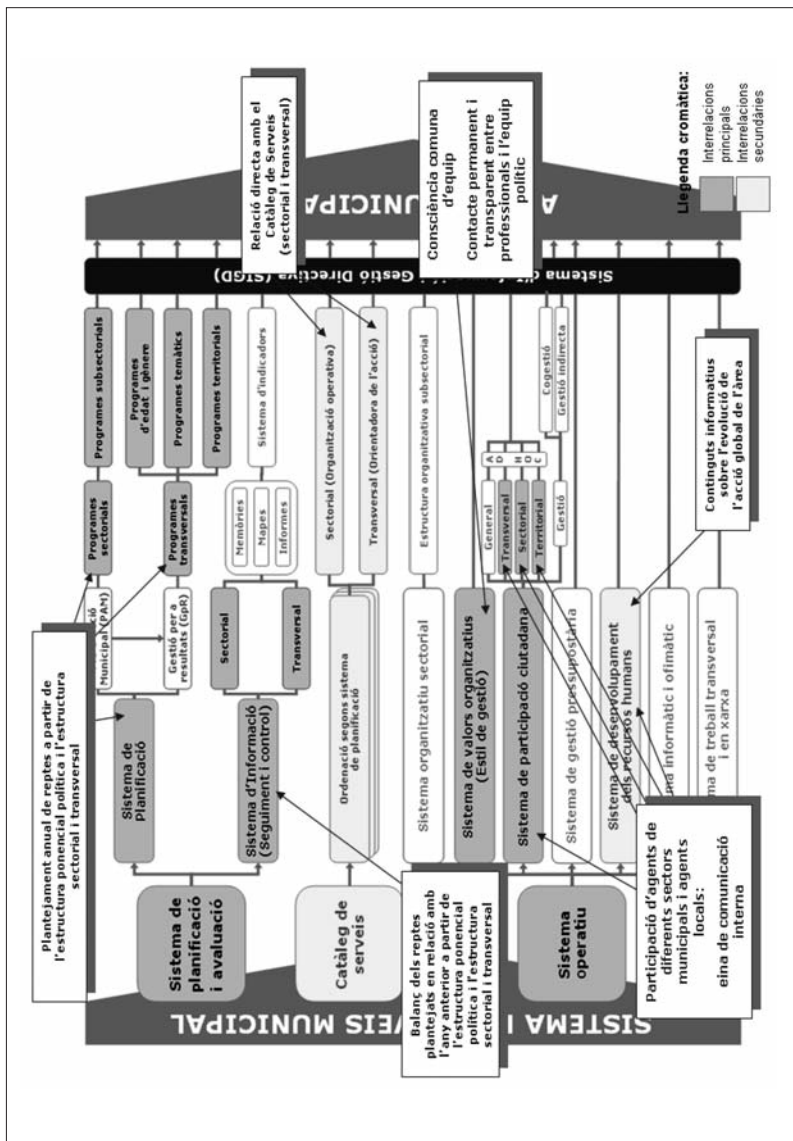 SISTEMA
VEIS MUNICIPAL
Sistema de
planificació
i avaluació
Catàleg de
serveis
Sistema
operatiu
Sistema de
Planificació
Sistema d'Informació
(Seguiment i control)
Ordenació segons sistema
de planificació
Sistema organitzatiu sectorial
Sistema de valors organitzatius
(Estil de gestió)
Sistema de participació ciutadana
Sistema de gestió pressupostària
Sistema de desenvolupament
dels recursos humans
ma informàtic i ofimàtic
ma de treball transversal
i en xarxa
Municipal (PAM)
Gestió per a
resultats (GpR)
Sectorial
Transversal
Programes
sectorials
Programes
transversals
Memòries
Mapes
Informes
Programes subsectorials
Programes
d'edat i gènere
Programes temàtics
Programes territorials
Sistema d'indicadors
Sectorial (Organització operativa)
Transversal (Orientadora de l'acció)
Estructura organitzativa subsectorial
General
Transversal
Sectorial
Territorial
Gestió
A
D
H
O
C
Cogestió
Gestió indirecta
Gestió Directiva (SIGD)
Plantejament anual de reptes a partir de
l'estructura ponencial política i l'estructura
sectorial i transversal
Balanç dels reptes
plantejats en relació amb
l'any anterior a partir de
l'estructura ponencial
política i l'estructura
sectorial i transversal
Relació directa amb el
Catàleg de Serveis
(sectorial i transversal)
Consciència comuna
d'equip
Contacte permanent i
transparent entre
professionals i l'equip
polític
Participació d'agents de
diferents sectors
municipals i agents
locals:
eina de comunicació
interna
Continguts informatius
sobre l'evolució de
l'acció global de l'àrea
Llegenda cromàtica:
Interrelacions
principals
Interrelacions
secundàries